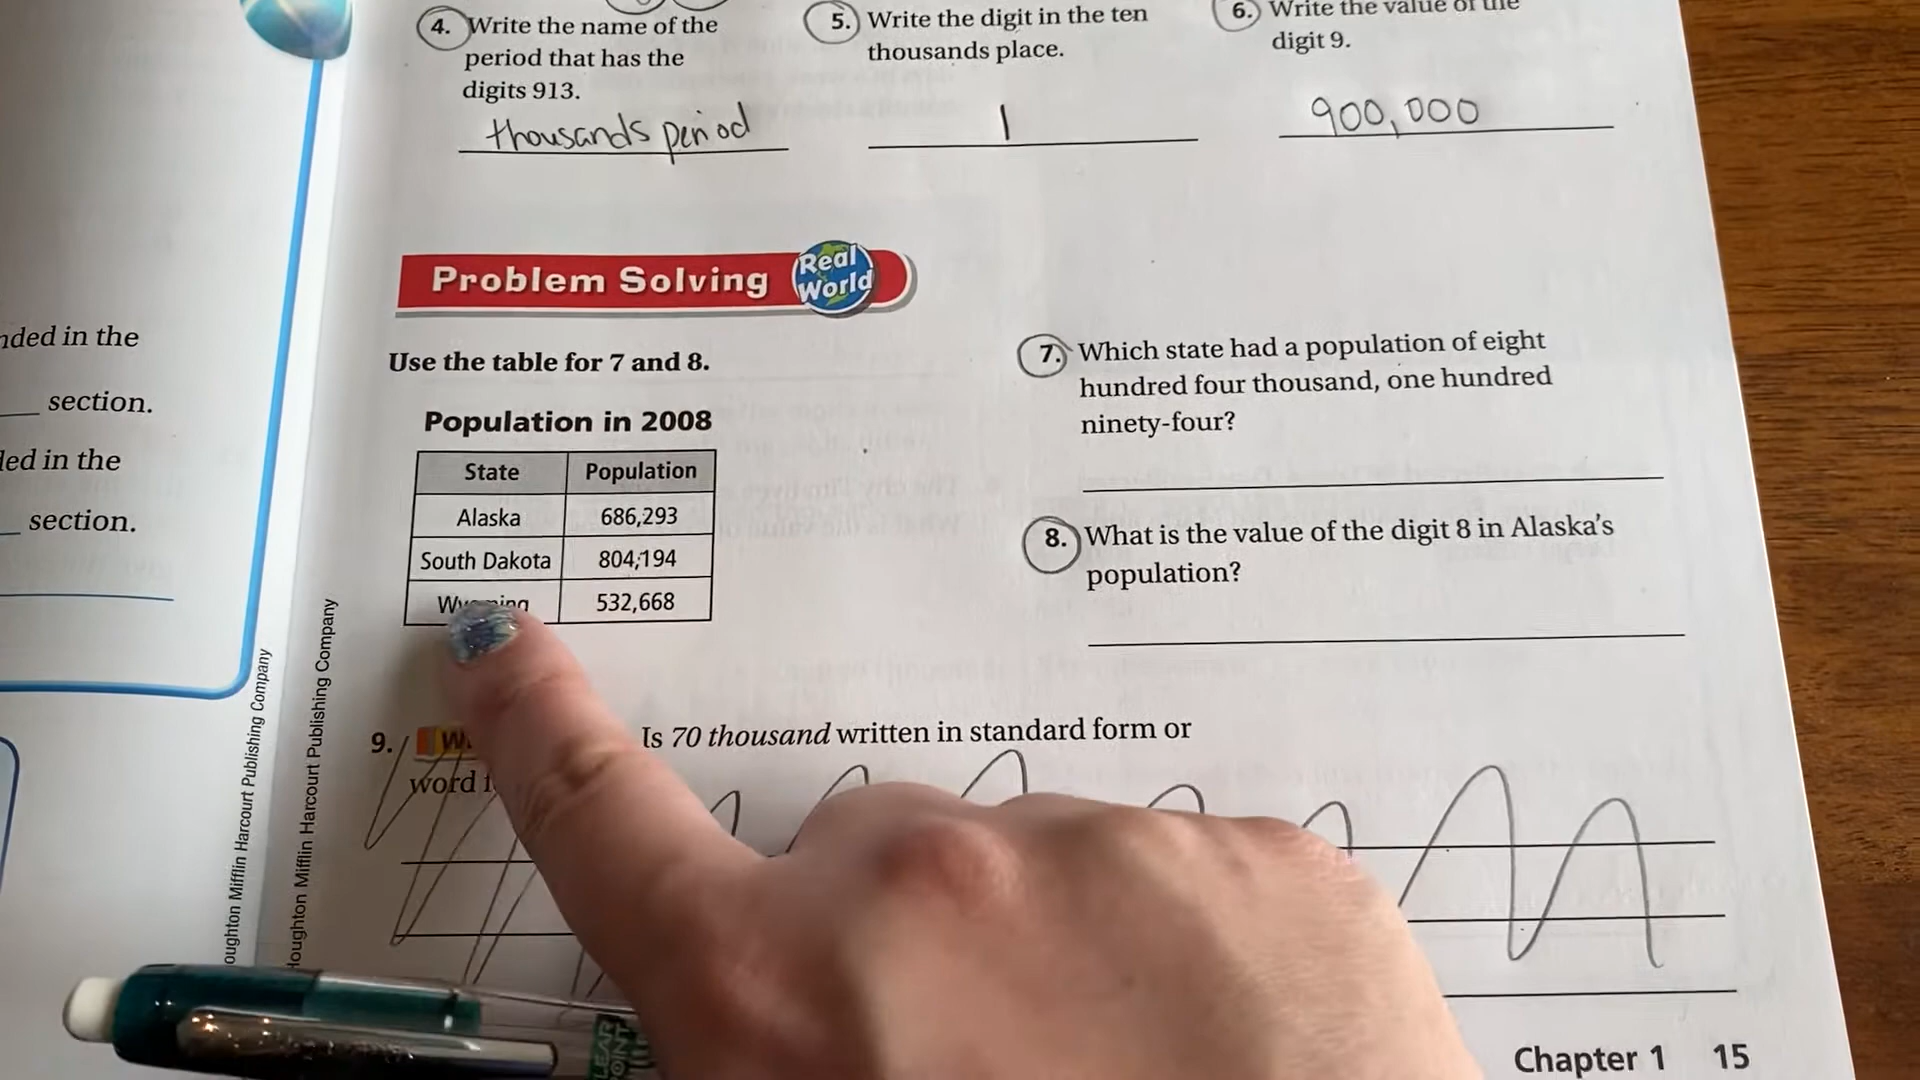 4. Write the name of the
period that has the
digits 913.
thousands period
5. Write the digit in the ten
thousands place.
1
6. Write the value of the
digit 9.
900,000
Problem Solving Real World
nded in the
section.
ded in the
section.
Use the table for 7 and 8.
Population in 2008
State Population
Alaska 686,293
South Dakota 804,194
Wyoming 532,668
7. Which state had a population of eight
hundred four thousand, one hundred
ninety-four?
8. What is the value of the digit 8 in Alaska's
population?
9. Is 70 thousand written in standard form or
word
oughton Mifflin Harcourt Publishing Company
Houghton Mifflin Harcourt Publishing Company
Chapter 1 15